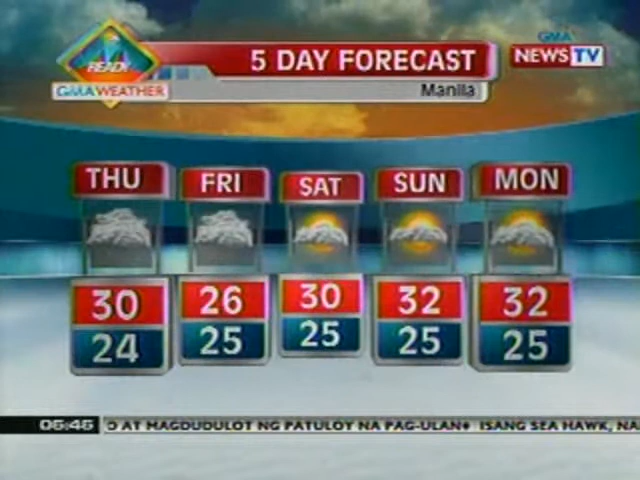 READY
GMA WEATHER
5 DAY FORECAST
Manila
GMA
NEWS TV
THU
FRI
SAT
SUN
MON
30
26
30
32
32
24
25
25
25
25
06:46
O AT MAGDUDULOT NG PATULOY NA PAG-ULAN ISANG SEA HAWK, NA